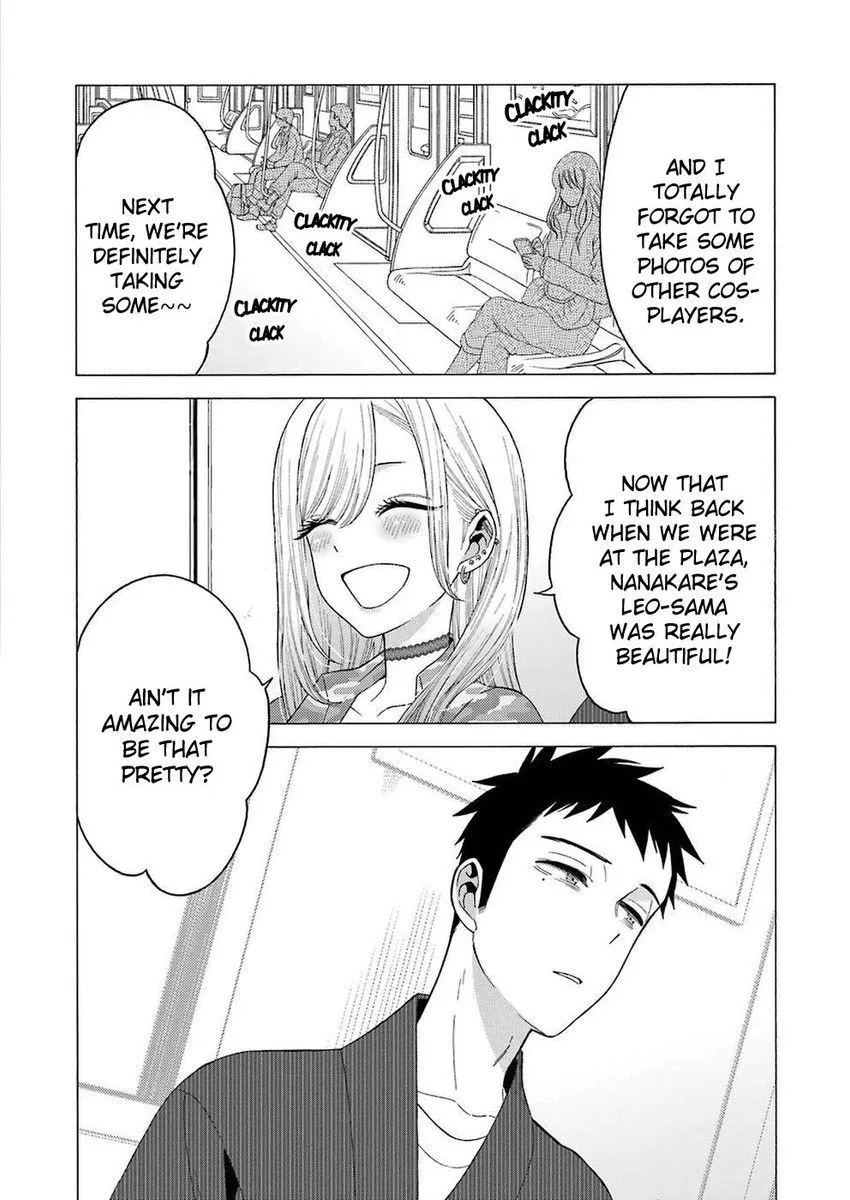 AND I
TOTALLY
FORGOT TO
TAKE SOME
PHOTOS OF
OTHER COS-
PLAYERS.
CLACKITY
CLACK
CLACKITY
CLACK
CLACKITY
CLACK
CLACKITY
CLACK
NEXT
TIME, WE'RE
DEFINITELY
TAKING
SOME~~
NOW THAT
I THINK BACK
WHEN WE WERE
AT THE PLAZA,
NANAKARE'S
LEO-SAMA
WAS REALLY
BEAUTIFUL!
AIN'T IT
AMAZING TO
BE THAT
PRETTY?